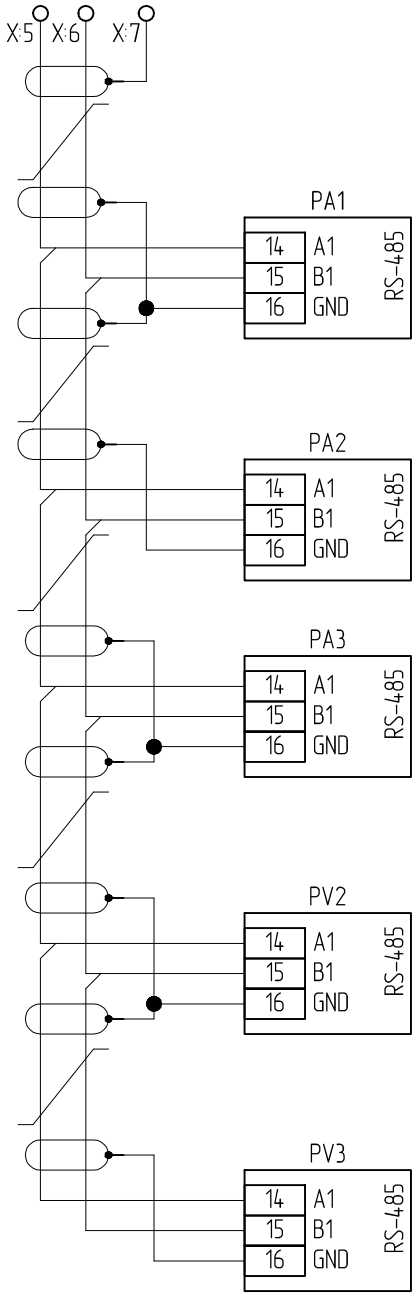 X:5 X:6 X:7
PA1
14 A1
15 B1
16 GND
RS-485
PA2
14 A1
15 B1
16 GND
RS-485
PA3
14 A1
15 B1
16 GND
RS-485
PV2
14 A1
15 B1
16 GND
RS-485
PV3
14 A1
15 B1
16 GND
RS-485